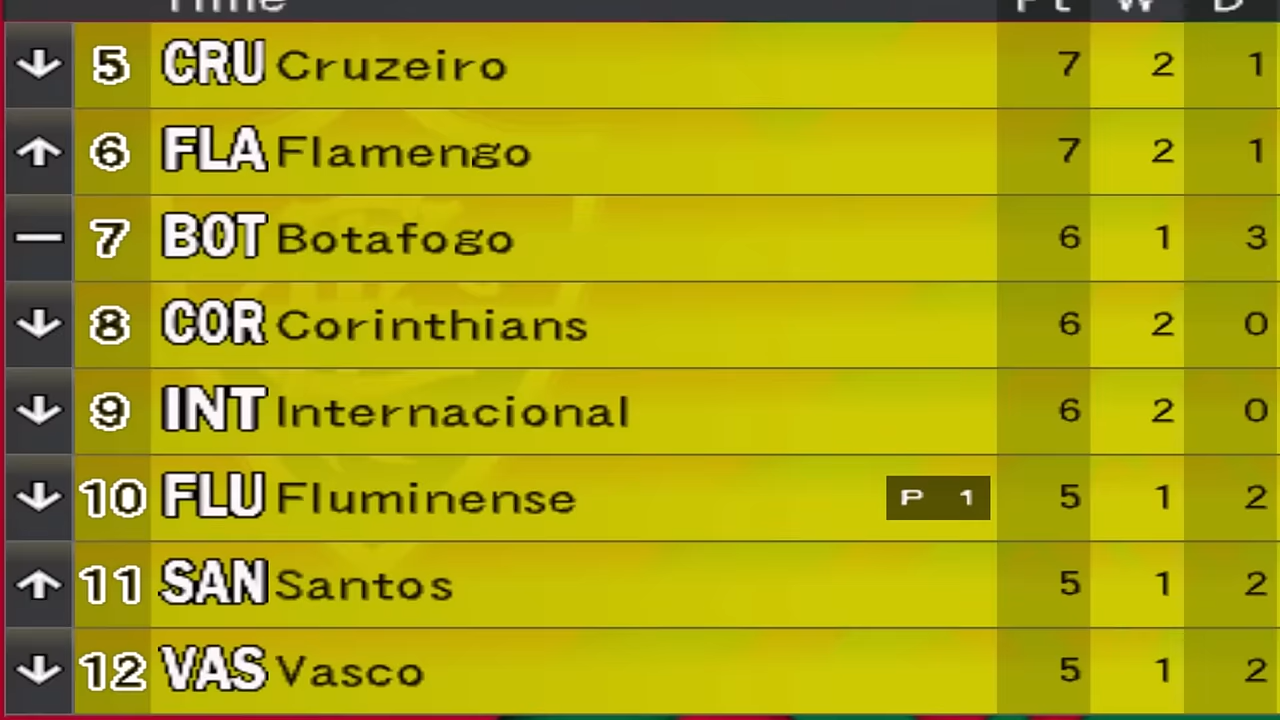 Time Pt W D
5 CRU Cruzeiro 7 2 1
6 FLA Flamengo 7 2 1
7 BOT Botafogo 6 1 3
8 COR Corinthians 6 2 0
9 INT Internacional 6 2 0
10 FLU Fluminense P 1 5 1 2
11 SAN Santos 5 1 2
12 VAS Vasco 5 1 2